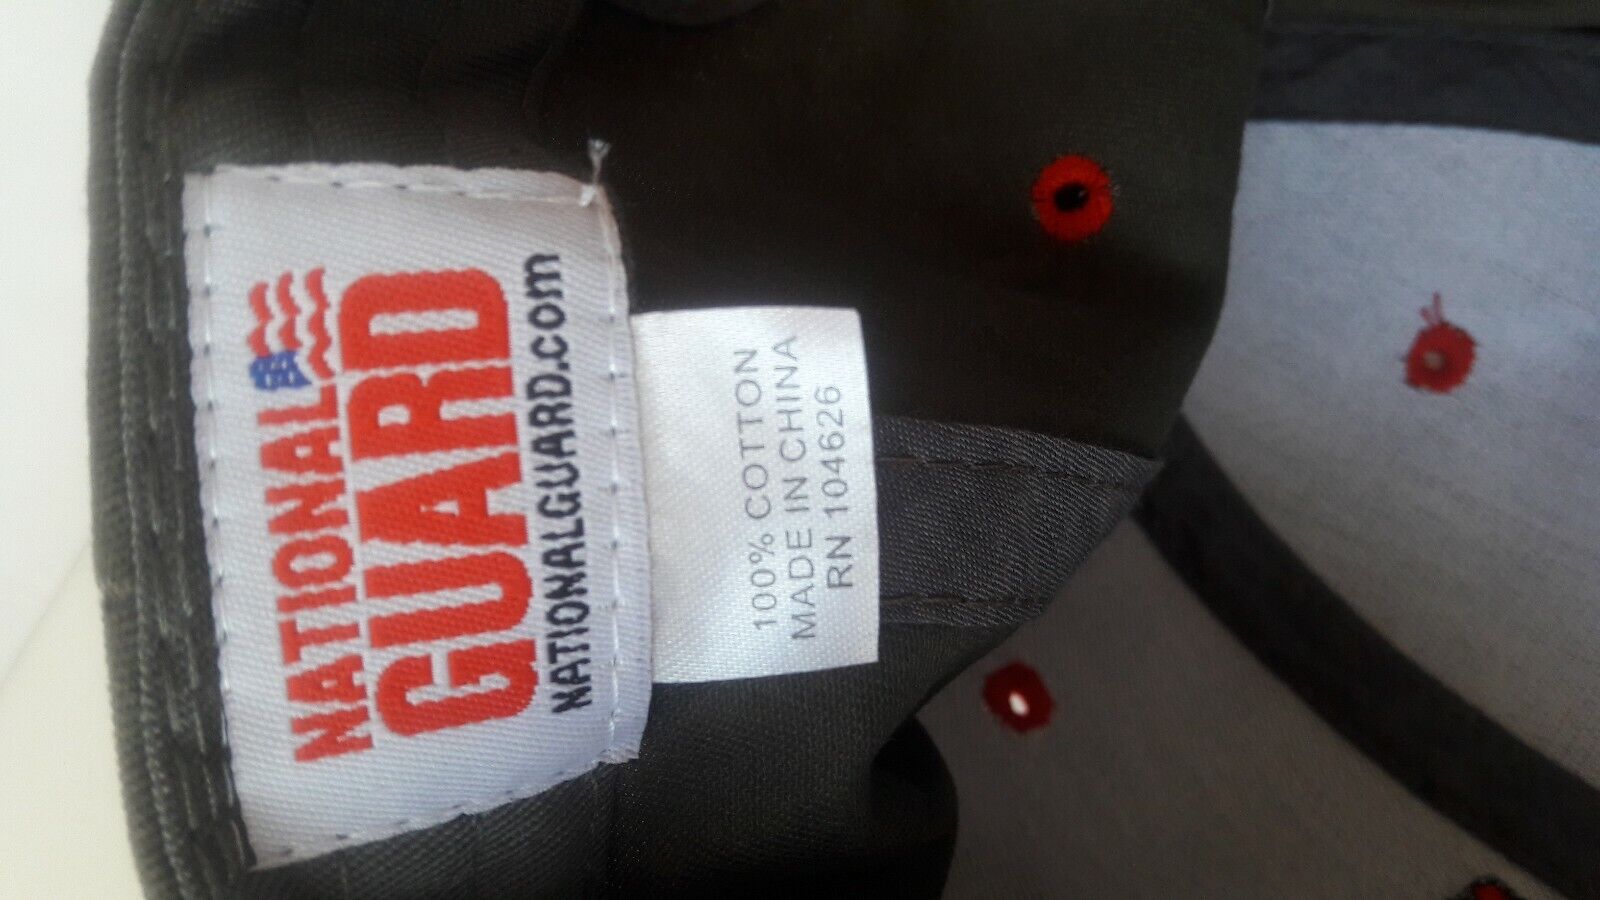 NATIONAL
GUARD
NATIONALGUARD.com
100% COTTON
MADE IN CHINA
RN 104626